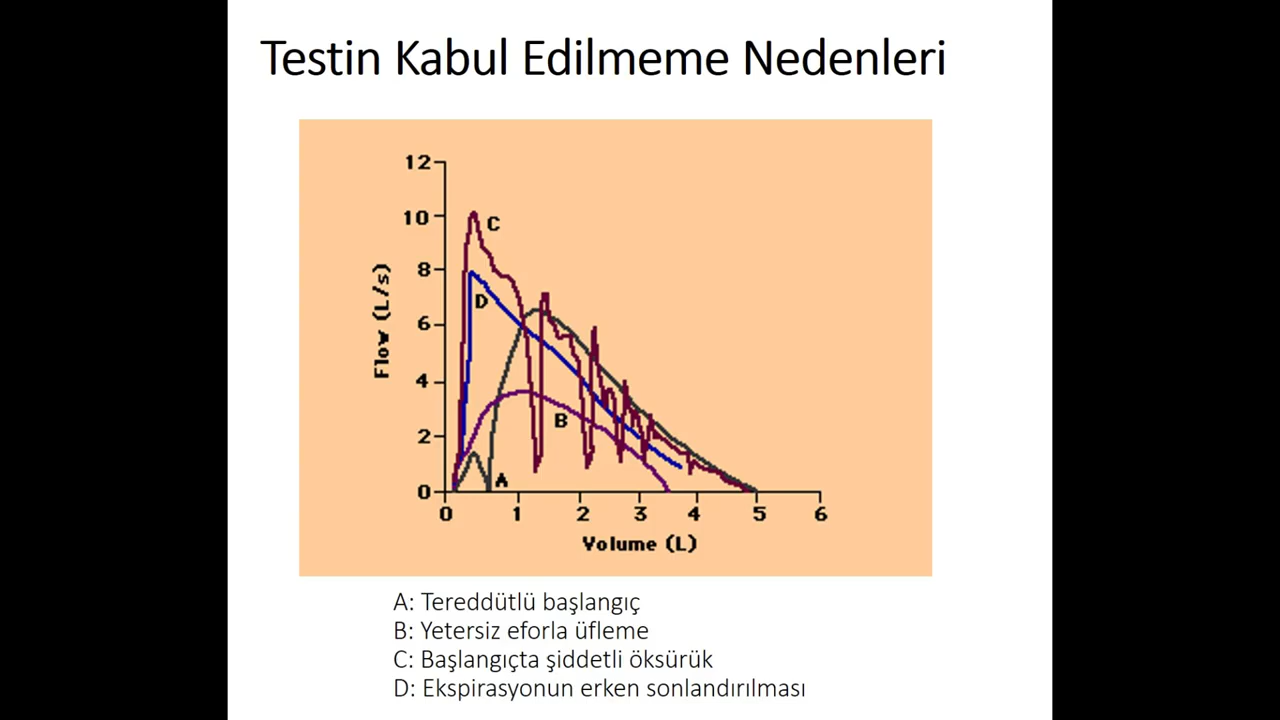 Testin Kabul Edilmeme Nedenleri
12
10
8
6
4
2
0
Flow (L/s)
C
D
B
A
0 1 2 3 4 5 6
Volume (L)
A: Tereddütlü başlangıç
B: Yetersiz eforla üfleme
C: Başlangıçta şiddetli öksürük
D: Ekspirasyonun erken sonlandırılması